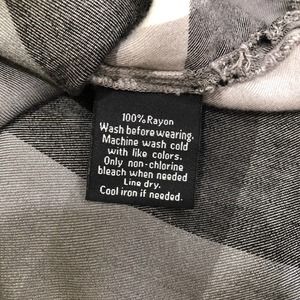 100% Rayon
Wash before wearing.
Machine wash cold
with like colors.
Only non-chlorine
bleach when needed
Line dry.
Cool iron if needed.